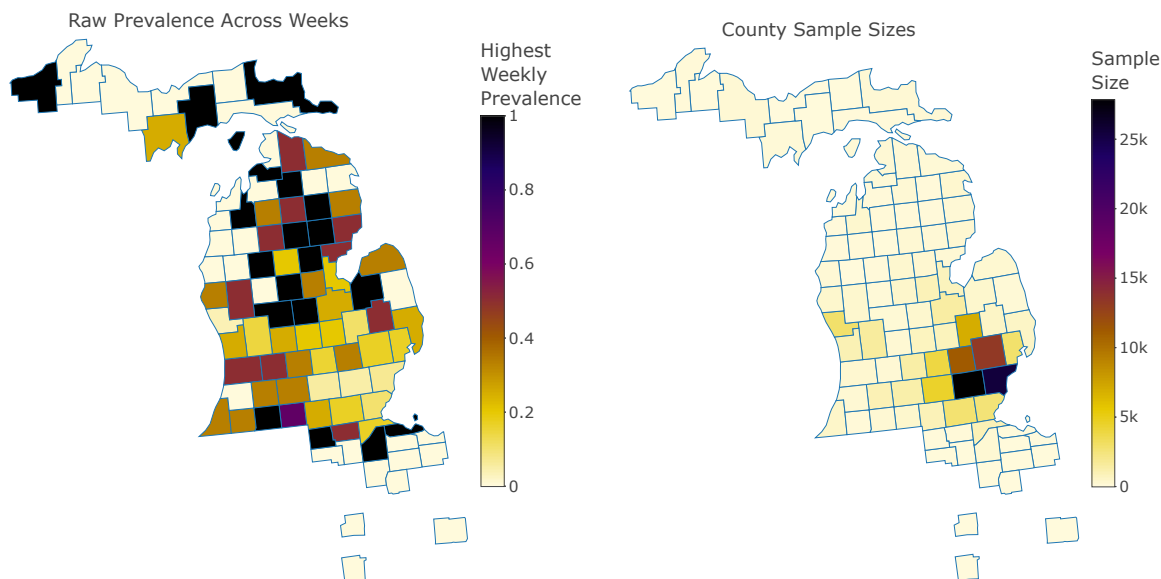 Raw Prevalence Across Weeks
Highest
Weekly
Prevalence
1
0.8
0.6
0.4
0.2
0
County Sample Sizes
Sample
Size
25k
20k
15k
10k
5k
0